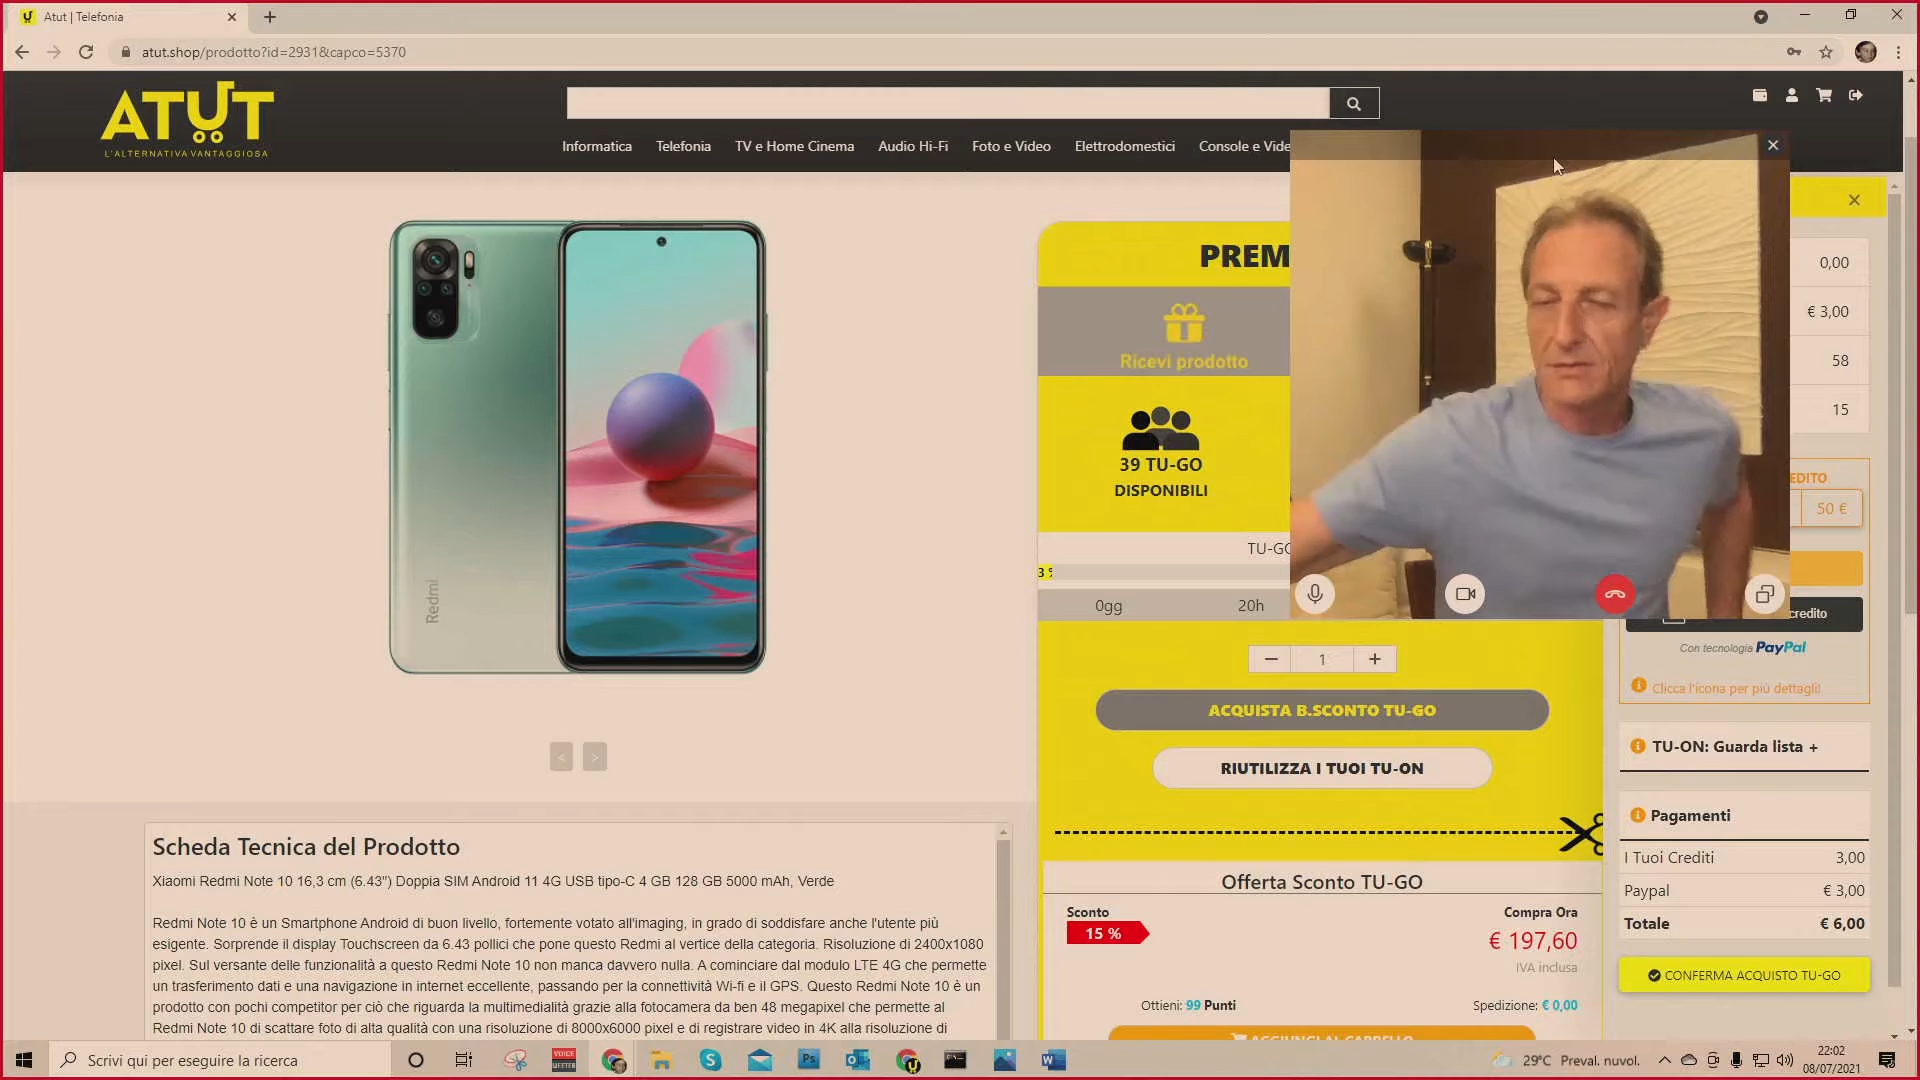 Atut | Telefonia
atut.shop/prodotto?id=2931&capco=5370
ATUT
L'ALTERNATIVA VANTAGGIOSA
Informatica Telefonia TV e Home Cinema Audio Hi-Fi Foto e Video Elettrodomestici Console e Vide
PREM
0,00
€ 3,00
Ricevi prodotto
58
15
39 TU-GO
DISPONIBILI
EDITO
50 €
TU-GO
3 %
0gg 20h
credito
Redmi
Con tecnologia PayPal
1
Clicca l'icona per più dettagli!
ACQUISTA B.SCONTO TU-GO
TU-ON: Guarda lista +
RIUTILIZZA I TUOI TU-ON
< >
Pagamenti
Scheda Tecnica del Prodotto
I Tuoi Crediti 3,00
Xiaomi Redmi Note 10 16,3 cm (6.43") Doppia SIM Android 11 4G USB tipo-C 4 GB 128 GB 5000 mAh, Verde
Offerta Sconto TU-GO
Paypal € 3,00
Sconto Compra Ora
Totale € 6,00
Redmi Note 10 è un Smartphone Android di buon livello, fortemente votato all'imaging, in grado di soddisfare anche l'utente più
esigente. Sorprende il display Touchscreen da 6.43 pollici che pone questo Redmi al vertice della categoria. Risoluzione di 2400x1080
pixel. Sul versante delle funzionalità a questo Redmi Note 10 non manca davvero nulla. A cominciare dal modulo LTE 4G che permette
un trasferimento dati e una navigazione in internet eccellente, passando per la connettività Wi-fi e il GPS. Questo Redmi Note 10 è un
prodotto con pochi competitor per ciò che riguarda la multimedialità grazie alla fotocamera da ben 48 megapixel che permette al
Redmi Note 10 di scattare foto di alta qualità con una risoluzione di 8000x6000 pixel e di registrare video in 4K alla risoluzione di
15 % € 197,60
IVA inclusa
CONFERMA ACQUISTO TU-GO
Ottieni: 99 Punti Spedizione: € 0,00
AGGIUNGI AL CARRELLO
Scrivi qui per eseguire la ricerca
VOICE
Ps
29°C Preval. nuvol.
22:02
08/07/2021